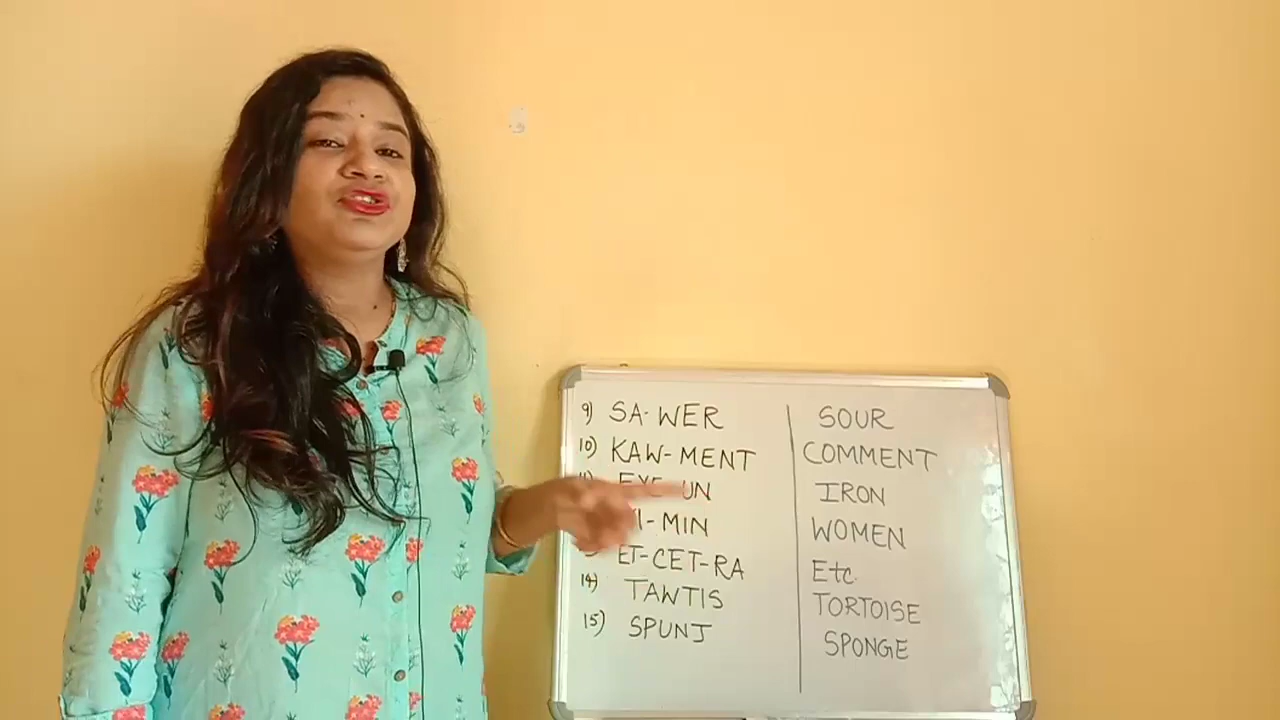 9) SA-WER SOUR
10) KAW-MENT COMMENT
UN IRON
MIN WOMEN
ET-CET-RA Etc.
14) TAWTIS TORTOISE
15) SPUNJ SPONGE